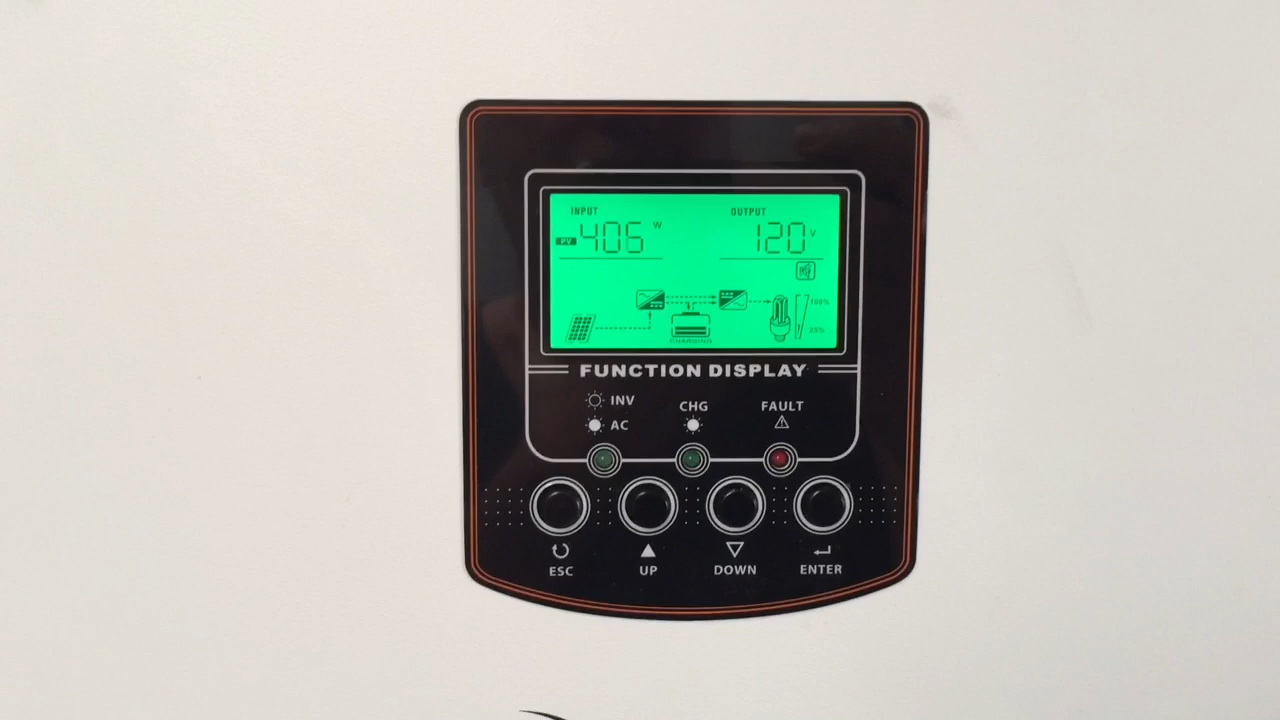 INPUT OUTPUT
PV 406 W 120 V
100%
25%
CHARGING
FUNCTION DISPLAY
INV
AC CHG FAULT
ESC UP DOWN ENTER